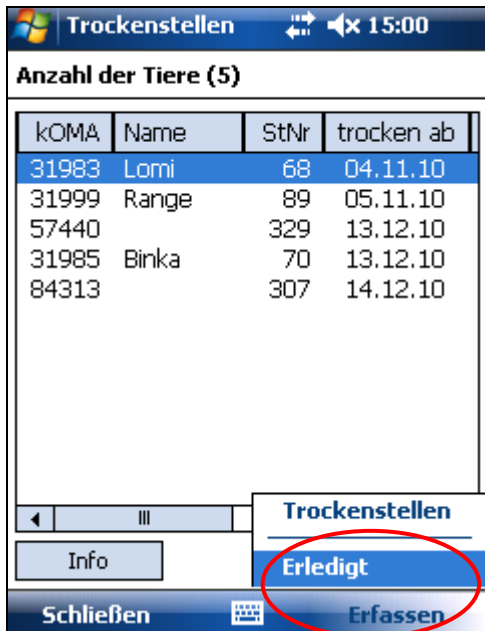 Trockenstellen 15:00
Anzahl der Tiere (5)
kOMA Name StNr trocken ab
31983 Lomi 68 04.11.10
31999 Range 89 05.11.10
57440 329 13.12.10
31985 Binka 70 13.12.10
84313 307 14.12.10
Trockenstellen
Info Erledigt
Schließen Erfassen